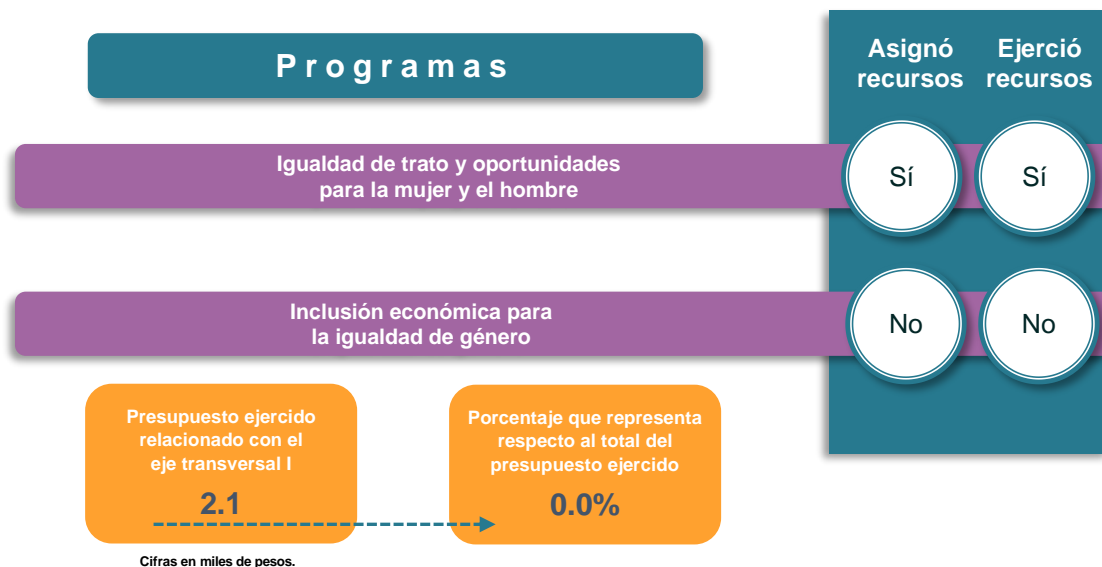 Programas
Asignó
recursos
Ejerció
recursos
Igualdad de trato y oportunidades
para la mujer y el hombre
Sí
Sí
Inclusión económica para
la igualdad de género
No
No
Presupuesto ejercido
relacionado con el
eje transversal I
2.1
Porcentaje que representa
respecto al total del
presupuesto ejercido
0.0%
Cifras en miles de pesos.